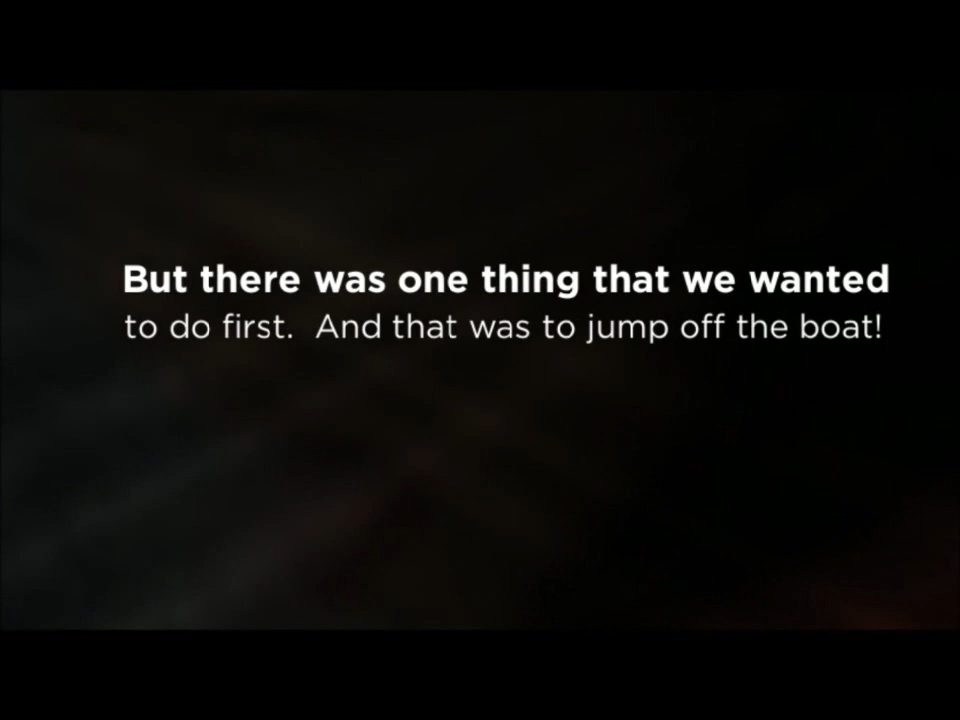 But there was one thing that we wanted
to do first.  And that was to jump off the boat!